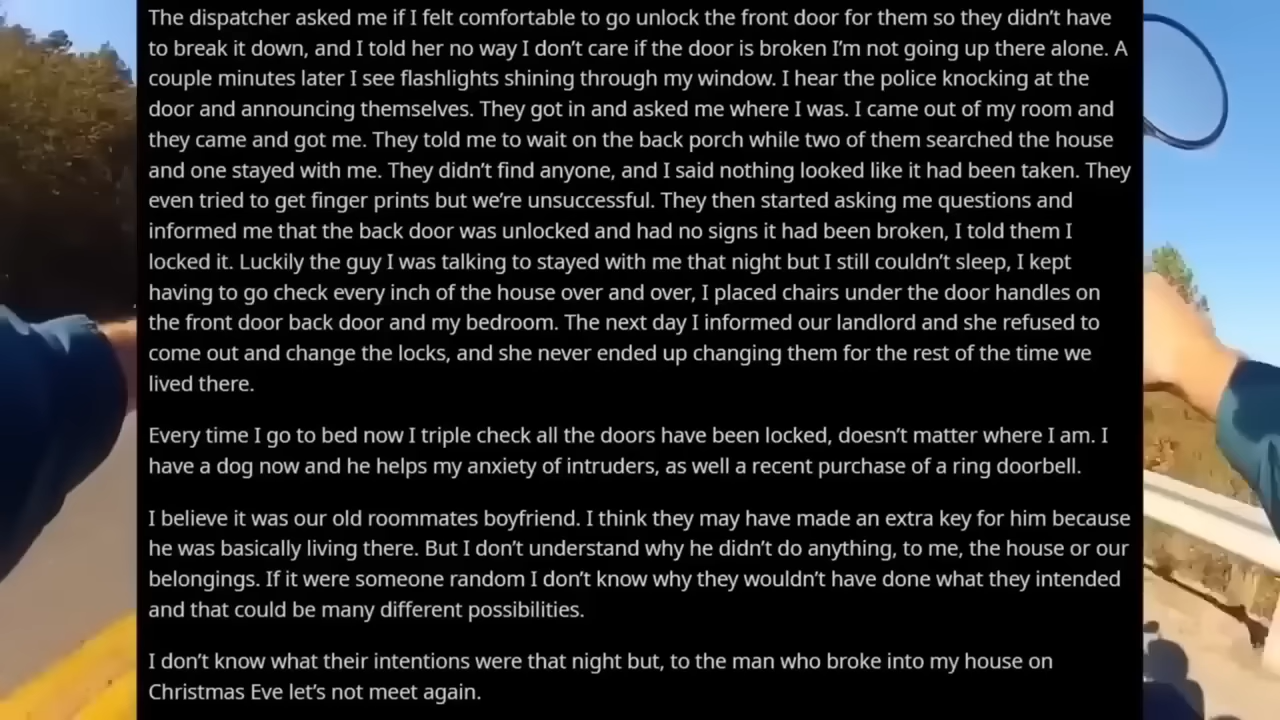 The dispatcher asked me if I felt comfortable to go unlock the front door for them so they didn’t have
to break it down, and I told her no way I don’t care if the door is broken I’m not going up there alone. A
couple minutes later I see flashlights shining through my window. I hear the police knocking at the
door and announcing themselves. They got in and asked me where I was. I came out of my room and
they came and got me. They told me to wait on the back porch while two of them searched the house
and one stayed with me. They didn’t find anyone, and I said nothing looked like it had been taken. They
even tried to get finger prints but we’re unsuccessful. They then started asking me questions and
informed me that the back door was unlocked and had no signs it had been broken, I told them I
locked it. Luckily the guy I was talking to stayed with me that night but I still couldn’t sleep, I kept
having to go check every inch of the house over and over, I placed chairs under the door handles on
the front door back door and my bedroom. The next day I informed our landlord and she refused to
come out and change the locks, and she never ended up changing them for the rest of the time we
lived there.
Every time I go to bed now I triple check all the doors have been locked, doesn’t matter where I am. I
have a dog now and he helps my anxiety of intruders, as well a recent purchase of a ring doorbell.
I believe it was our old roommates boyfriend. I think they may have made an extra key for him because
he was basically living there. But I don’t understand why he didn’t do anything, to me, the house or our
belongings. If it were someone random I don’t know why they wouldn’t have done what they intended
and that could be many different possibilities.
I don’t know what their intentions were that night but, to the man who broke into my house on
Christmas Eve let’s not meet again.